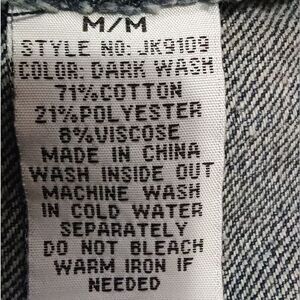 M/M
STYLE NO: JK9109
COLOR: DARK WASH
71%COTTON
21%POLYESTER
8%VISCOSE
MADE IN CHINA
WASH INSIDE OUT
MACHINE WASH
IN COLD WATER
SEPARATELY
DO NOT BLEACH
WARM IRON IF
NEEDED